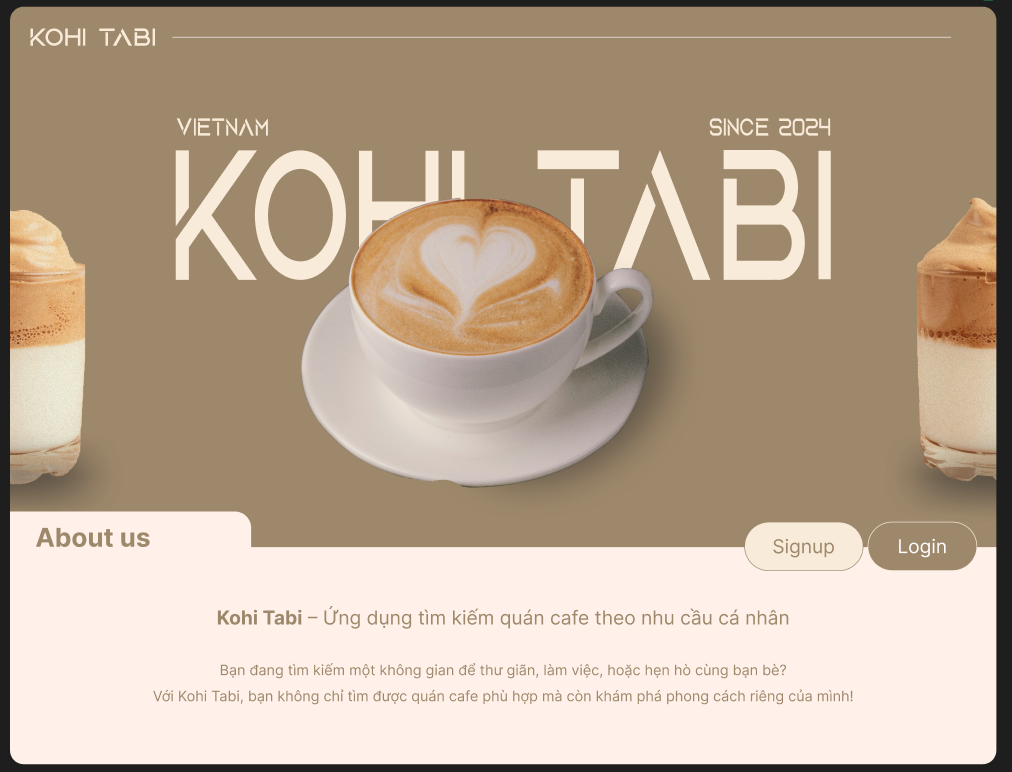 KOHI TABI
VIETNAM
SINCE 2024
KOHI TABI
About us
Signup
Login
Kohi Tabi – Ứng dụng tìm kiếm quán cafe theo nhu cầu cá nhân
Bạn đang tìm kiếm một không gian để thư giãn, làm việc, hoặc hẹn hò cùng bạn bè?
Với Kohi Tabi, bạn không chỉ tìm được quán cafe phù hợp mà còn khám phá phong cách riêng của mình!